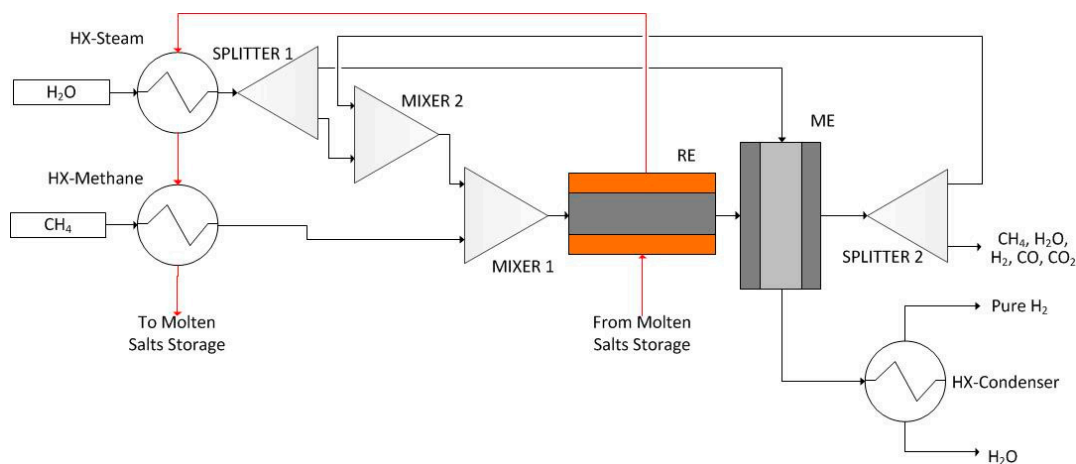 HX-Steam
SPLITTER 1
H₂O
MIXER 2
ME
RE
HX-Methane
CH₄
MIXER 1
SPLITTER 2
CH₄, H₂O,
H₂, CO, CO₂
To Molten
Salts Storage
From Molten
Salts Storage
Pure H₂
HX-Condenser
H₂O